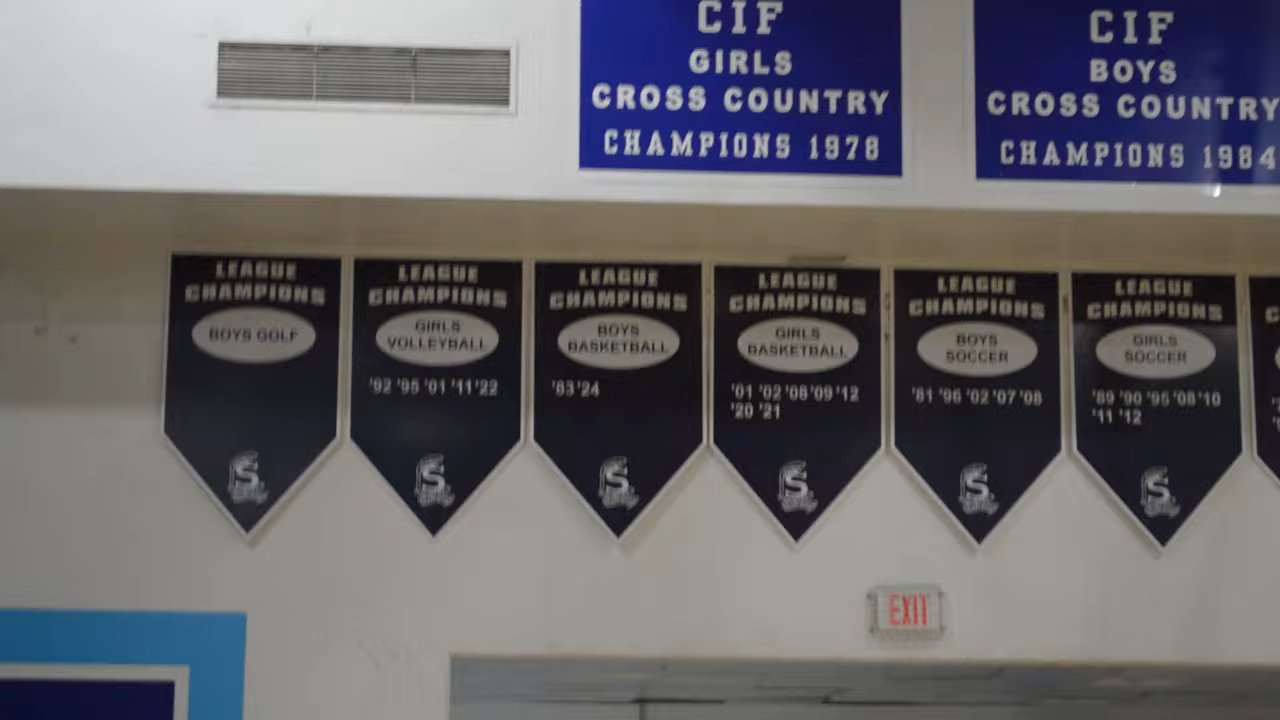 CIF
GIRLS
CROSS COUNTRY
CHAMPIONS 1978
CIF
BOYS
CROSS COUNTRY
CHAMPIONS 1984
LEAGUE
CHAMPIONS
BOYS GOLF
S
LEAGUE
CHAMPIONS
GIRLS
VOLLEYBALL
'92 '95 '01 '11 '22
S
LEAGUE
CHAMPIONS
BOYS
BASKETBALL
'83 '24
S
LEAGUE
CHAMPIONS
GIRLS
BASKETBALL
'01 '02 '08 '09 '12
'20 '21
S
LEAGUE
CHAMPIONS
BOYS
SOCCER
'81 '96 '02 '07 '08
S
LEAGUE
CHAMPIONS
GIRLS
SOCCER
'89 '90 '95 '08 '10
'11 '12
S
EXIT